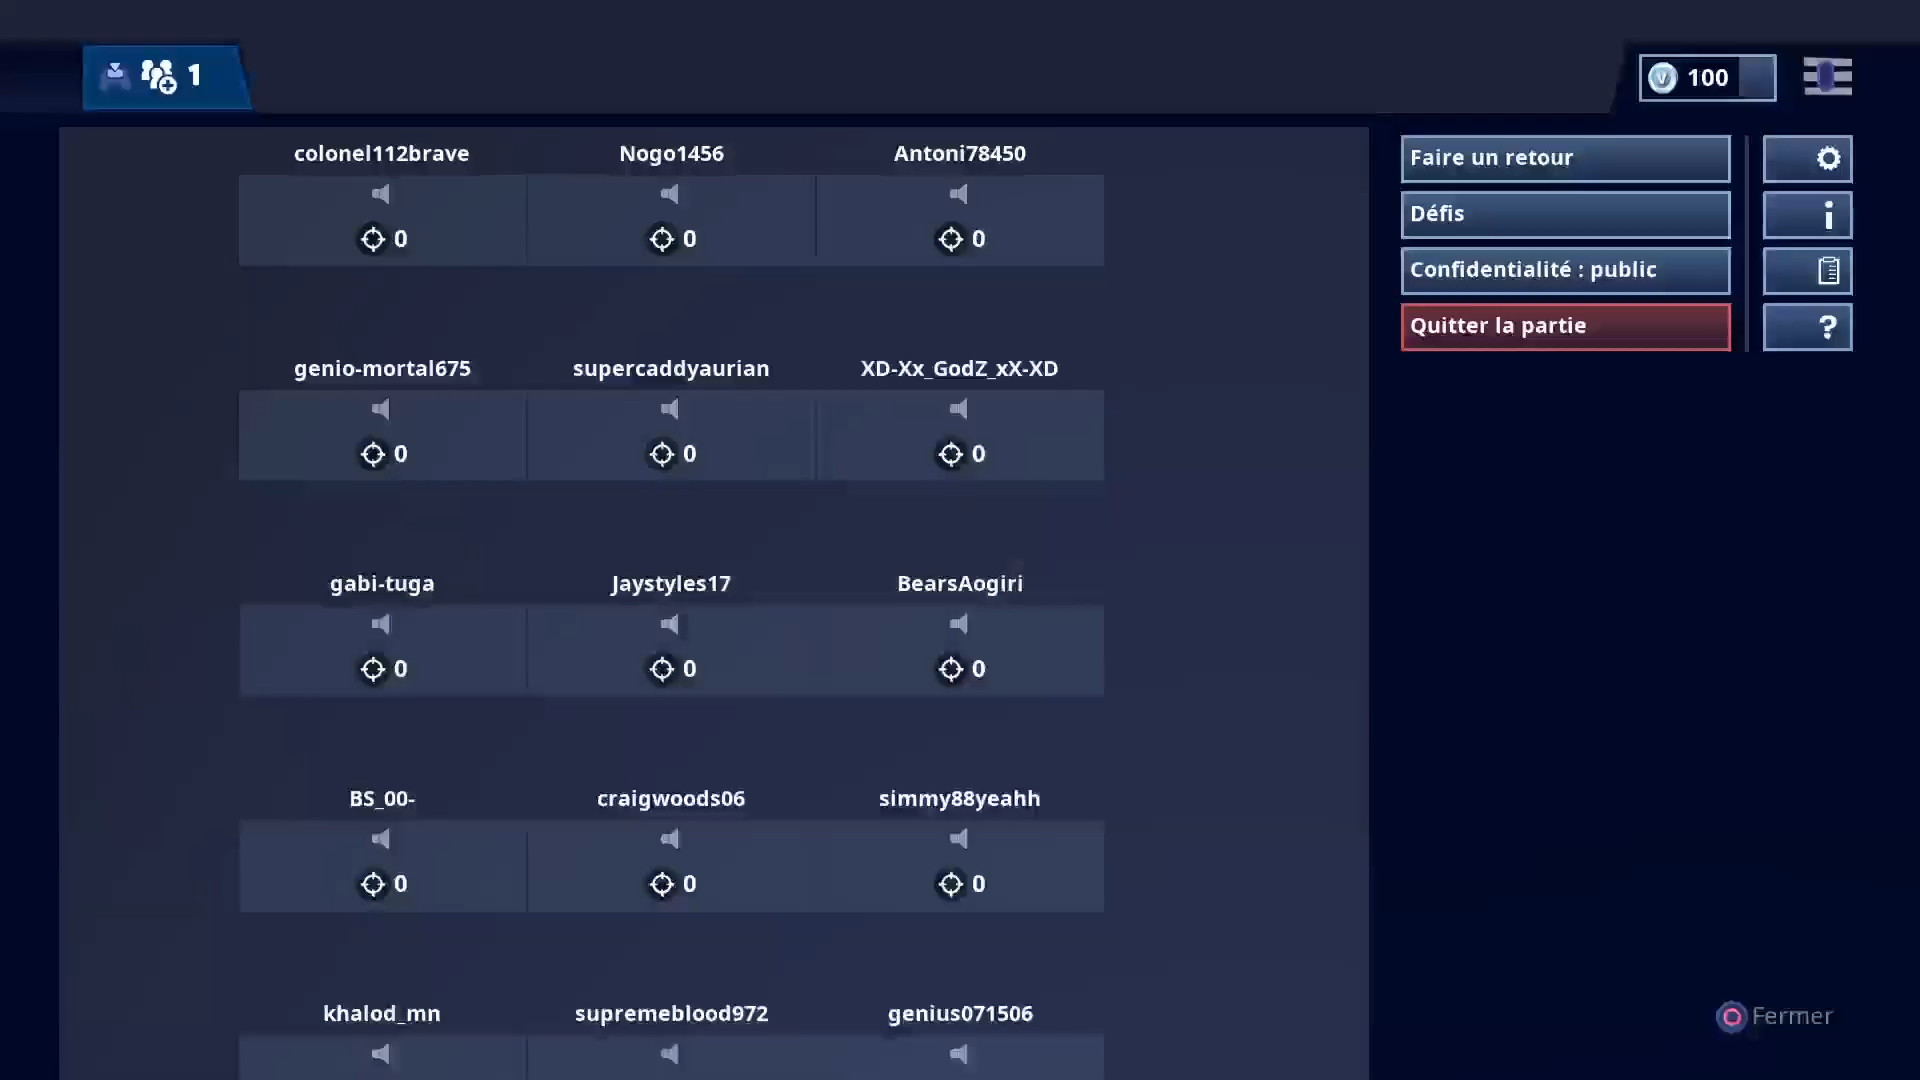 1
100
colonel112brave Nogo1456 Antoni78450
0 0 0
genio-mortal675 supercaddyaurian XD-Xx_GodZ_xX-XD
0 0 0
gabi-tuga Jaystyles17 BearsAogiri
0 0 0
BS_00- craigwoods06 simmy88yeahh
0 0 0
khalod_mn supremeblood972 genius071506
Faire un retour
Défis
Confidentialité : public
Quitter la partie
Fermer